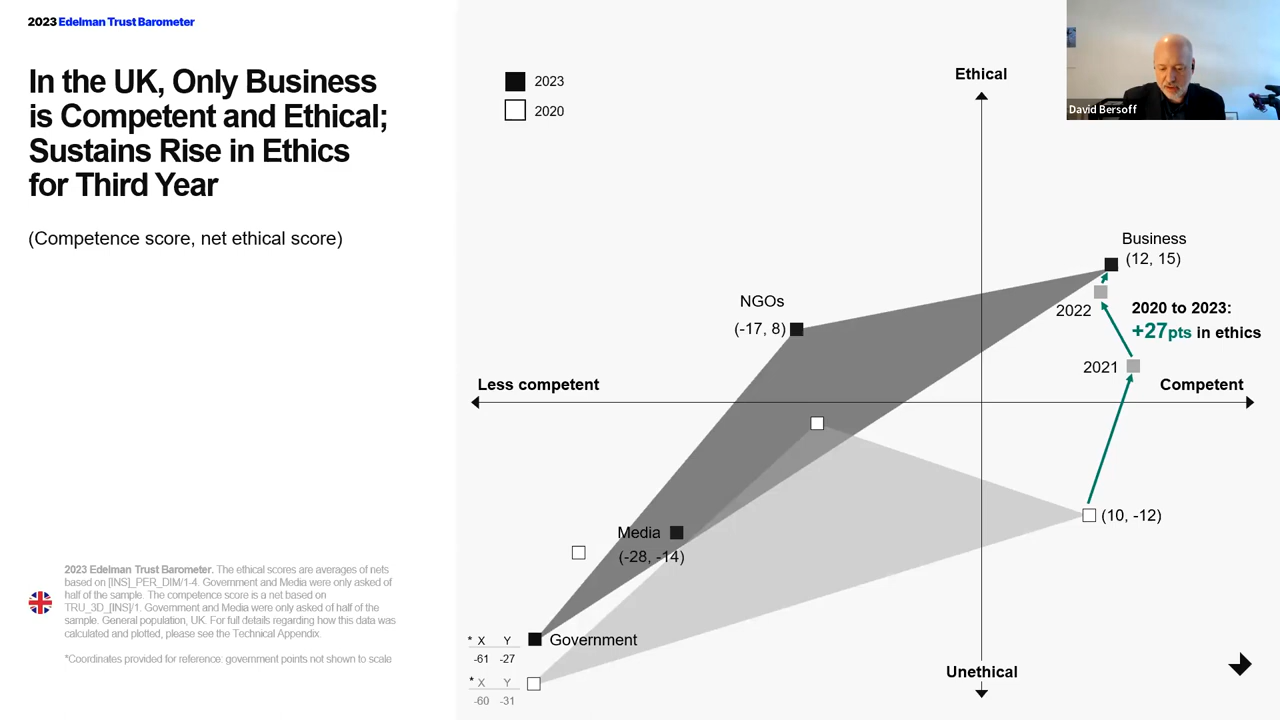 2023 Edelman Trust Barometer
In the UK, Only Business
is Competent and Ethical;
Sustains Rise in Ethics
for Third Year
(Competence score, net ethical score)
2023
2020
Ethical
David Bersoff
Business
(12, 15)
NGOs
(-17, 8)
2022
2020 to 2023:
+27pts in ethics
2021
Less competent
Competent
(10, -12)
Media
(-28, -14)
Government
* X Y
-61 -27
* X Y
-60 -31
Unethical
2023 Edelman Trust Barometer. The ethical scores are averages of nets
based on [INS]_PER_DIM/1-4. Government and Media were only asked of
half of the sample. The competence score is a net based on
TRU_3D_[INS]/1. Government and Media were only asked of half of the
sample. General population, UK. For full details regarding how this data was
calculated and plotted, please see the Technical Appendix.
*Coordinates provided for reference: government points not shown to scale